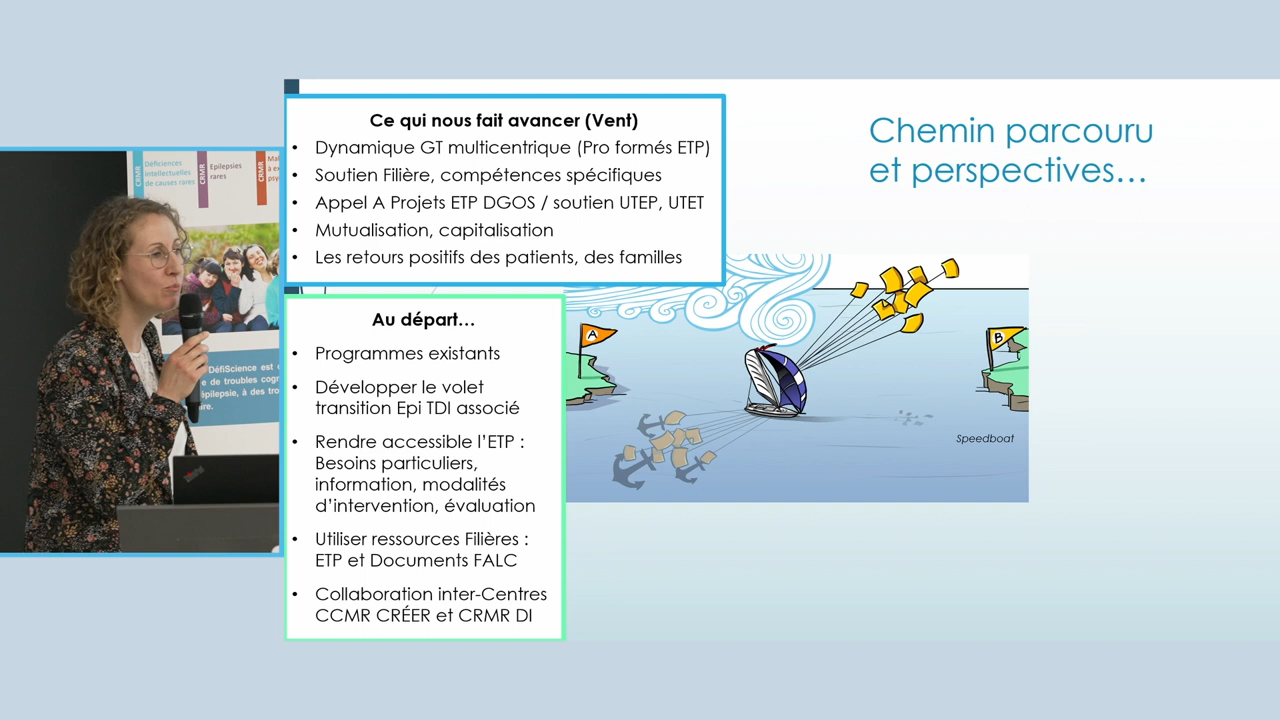 Chemin parcouru
et perspectives…
Ce qui nous fait avancer (Vent)
• Dynamique GT multicentrique (Pro formés ETP)
• Soutien Filière, compétences spécifiques
• Appel A Projets ETP DGOS / soutien UTEP, UTET
• Mutualisation, capitalisation
• Les retours positifs des patients, des familles
Au départ…
• Programmes existants
• Développer le volet
transition Epi TDI associé
• Rendre accessible l’ETP :
Besoins particuliers,
information, modalités
d’intervention, évaluation
• Utiliser ressources Filières :
ETP et Documents FALC
• Collaboration inter-Centres
CCMR CRÉER et CRMR DI
A
B
Speedboat
CRMR
Déficiences
intellectuelles
de causes rares
CRMR
Epilepsies
rares
CRMR
DéfiScience est
de troubles
épilepsie, à des